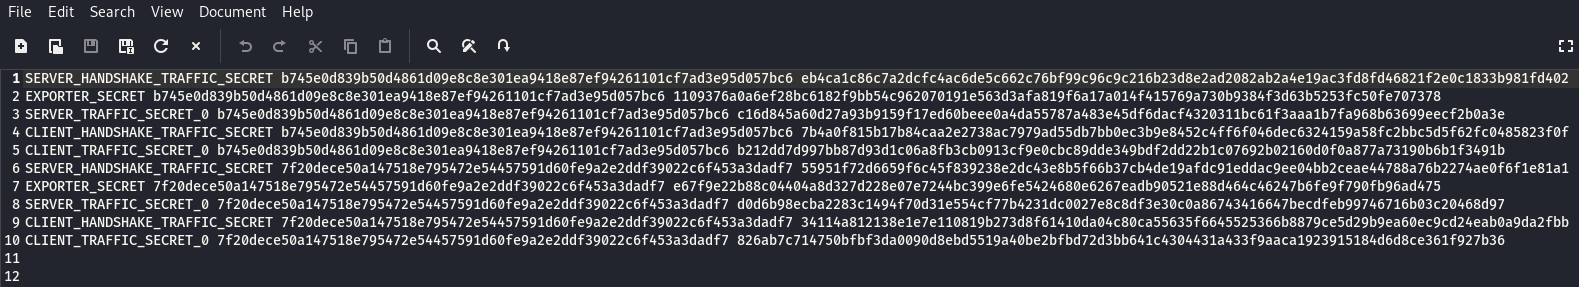 File Edit Search View Document Help
1 SERVER_HANDSHAKE_TRAFFIC_SECRET b745e0d839b50d4861d09e8c8e301ea9418e87ef94261101cf7ad3e95d057bc6 eb4ca1c86c7a2dcfc4ac6de5c662c76bf99c96c9c216b23d8e2ad2082ab2a4e19ac3fd8fd46821f2e0c1833b981fd402
2 EXPORTER_SECRET b745e0d839b50d4861d09e8c8e301ea9418e87ef94261101cf7ad3e95d057bc6 1109376a0a6ef28bc6182f9bb54c962070191e563d3afa819f6a17a014f415769a730b9384f3d63b5253fc50fe707378
3 SERVER_TRAFFIC_SECRET_0 b745e0d839b50d4861d09e8c8e301ea9418e87ef94261101cf7ad3e95d057bc6 c16d845a60d27a93b9159f17ed60beee0a4da55787a483e45df6dacf4320311bc61f3aaa1b7fa968b63699eecf2b0a3e
4 CLIENT_HANDSHAKE_TRAFFIC_SECRET b745e0d839b50d4861d09e8c8e301ea9418e87ef94261101cf7ad3e95d057bc6 7b4a0f815b17b84caa2e2738ac7979ad55db7bb0ec3b9e8452c4ff6f046dec6324159a58fc2bbc5d5f62fc0485823f0f
5 CLIENT_TRAFFIC_SECRET_0 b745e0d839b50d4861d09e8c8e301ea9418e87ef94261101cf7ad3e95d057bc6 b212dd7d997bb87d93d1c06a8fb3cb0913cf9e0cbc89dde349bdf2dd22b1c07692b02160d0f0a877a73190b6b1f3491b
6 SERVER_HANDSHAKE_TRAFFIC_SECRET 7f20dece50a147518e795472e54457591d60fe9a2e2ddf39022c6f453a3dadf7 55951f72d6659f6c45f839238e2dc43e8b5f66b37cb4de19afdc91eddac9ee04bb2ceae44788a76b2274ae0f6f1e81a1
7 EXPORTER_SECRET 7f20dece50a147518e795472e54457591d60fe9a2e2ddf39022c6f453a3dadf7 e67f9e22b88c04404a8d327d228e07e7244bc399e6fe5424680e6267eadb90521e88d464c46247b6fe9f790fb96ad475
8 SERVER_TRAFFIC_SECRET_0 7f20dece50a147518e795472e54457591d60fe9a2e2ddf39022c6f453a3dadf7 d0d6b98ecba2283c1494f70d31e554cf77b4231dc0027e8c8df3e30c0a86743416647becdfeb99746716b03c20468d97
9 CLIENT_HANDSHAKE_TRAFFIC_SECRET 7f20dece50a147518e795472e54457591d60fe9a2e2ddf39022c6f453a3dadf7 34114a812138e1e7e110819b273d8f61410da04c80ca55635f6645525366b8879ce5d29b9ea60ec9cd24eab0a9da2fbb
10 CLIENT_TRAFFIC_SECRET_0 7f20dece50a147518e795472e54457591d60fe9a2e2ddf39022c6f453a3dadf7 826ab7c714750bfbf3da0090d8ebd5519a40be2bfbd72d3bb641c4304431a433f9aaca1923915184d6d8ce361f927b36
11
12